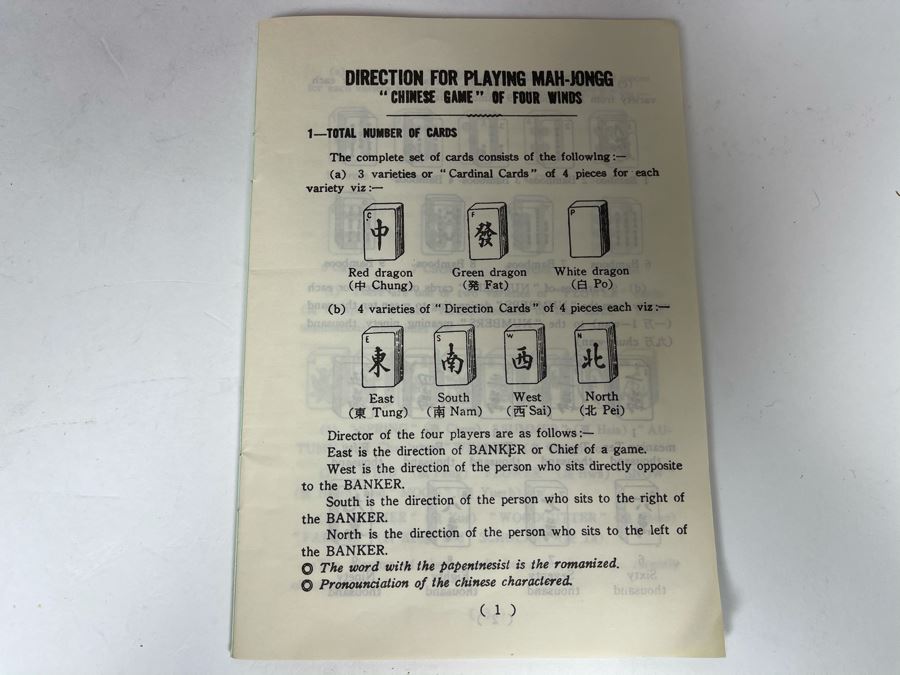 DIRECTION FOR PLAYING MAH-JONGG
"CHINESE GAME" OF FOUR WINDS
1—TOTAL NUMBER OF CARDS
The complete set of cards consists of the following:—
(a) 3 varieties or "Cardinal Cards" of 4 pieces for each
variety viz:—
C 中 F 發 P
Red dragon Green dragon White dragon
(中 Chung) (発 Fat) (白 Po)
(b) 4 varieties of "Direction Cards" of 4 pieces each viz:—
E 東 S 南 W 西 N 北
East South West North
(東 Tung) (南 Nam) (西 Sai) (北 Pei)
Director of the four players are as follows:—
East is the direction of BANKER or Chief of a game.
West is the direction of the person who sits directly opposite
to the BANKER.
South is the direction of the person who sits to the right of
the BANKER.
North is the direction of the person who sits to the left of
the BANKER.
◎ The word with the papentnesist is the romanized.
◎ Pronounciation of the chinese charactered.
( 1 )